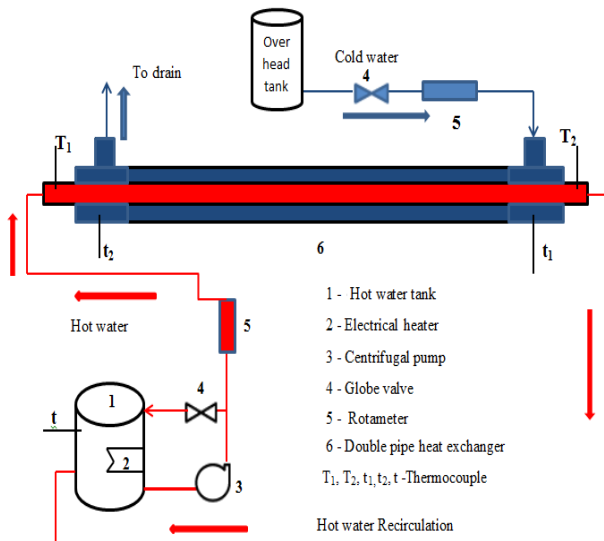 Over
head
tank
Cold water
4
5
To drain
T1
T2
t2
6
t1
Hot water
5
4
t
1
2
3
1 - Hot water tank
2 - Electrical heater
3 - Centrifugal pump
4 - Globe valve
5 - Rotameter
6 - Double pipe heat exchanger
T1, T2, t1, t2, t -Thermocouple
Hot water Recirculation